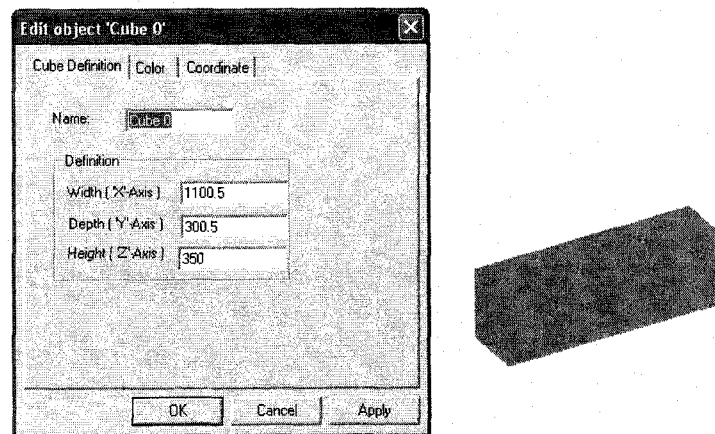 Edit object 'Cube 0'
Cube Definition Color Coordinate
Name: Cube 0
Definition
Width ( 'X'-Axis ) 1100.5
Depth ( 'Y'-Axis ) 300.5
Height ( 'Z'-Axis ) 350
OK Cancel Apply